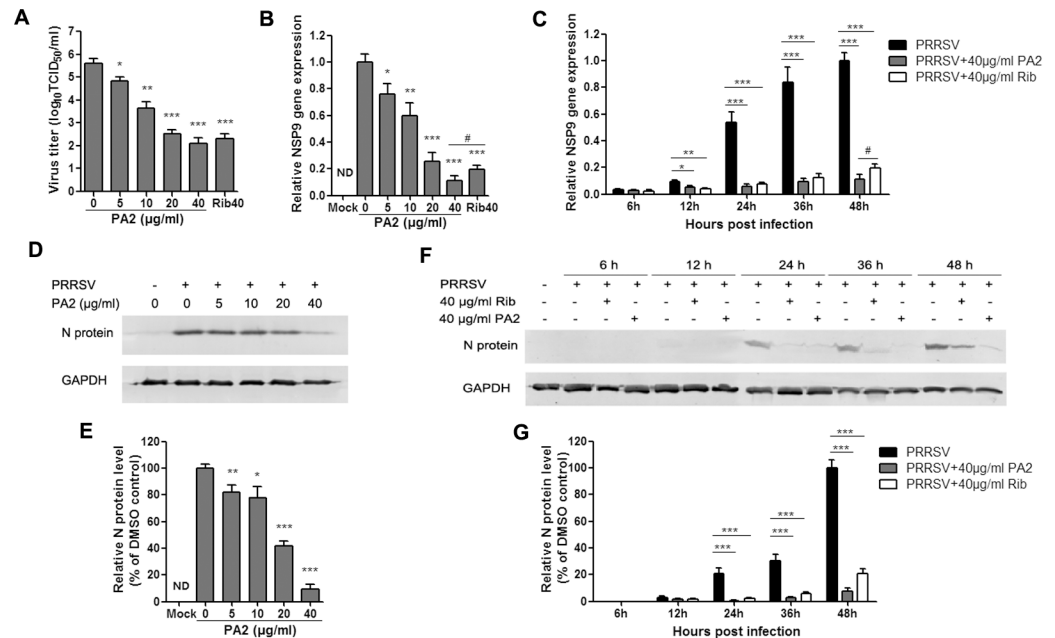 A
Virus titer (log10TCID50/ml)
7
6
5
4
3
2
1
0
* ** *** *** ***
0 5 10 20 40 Rib40
PA2 (μg/ml)
B
Relative NSP9 gene expression
1.4
1.2
1.0
0.8
0.6
0.4
0.2
0.0
ND
* ** *** *** # ***
Mock 0 5 10 20 40 Rib40
PA2 (μg/ml)
C
Relative NSP9 gene expression
1.4
1.2
1.0
0.8
0.6
0.4
0.2
0.0
**
*
***
***
***
***
***
***
#
6h 12h 24h 36h 48h
Hours post infection
PRRSV
PRRSV+40μg/ml PA2
PRRSV+40μg/ml Rib
D
PRRSV - + + + + +
PA2 (μg/ml) 0 0 5 10 20 40
N protein
GAPDH
E
Relative N protein level
(% of DMSO control)
120
100
80
60
40
20
0
ND
** * *** ***
Mock 0 5 10 20 40
PA2 (μg/ml)
F
6 h 12 h 24 h 36 h 48 h
PRRSV - + + + + + + + + + + + + + + +
40 μg/ml Rib - - + - - + - - + - - + - - + -
40 μg/ml PA2 - - - + - - + - - + - - + - - +
N protein
GAPDH
G
Relative N protein level
(% of DMSO control)
120
100
80
60
40
20
0
***
***
***
***
***
***
6h 12h 24h 36h 48h
Hours post infection
PRRSV
PRRSV+40μg/ml PA2
PRRSV+40μg/ml Rib